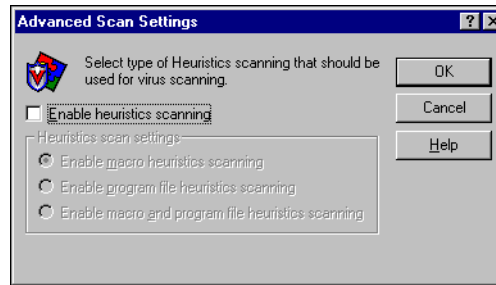 Advanced Scan Settings
Select type of Heuristics scanning that should be
used for virus scanning.
OK
Enable heuristics scanning
Cancel
Heuristics scan settings
Help
Enable macro heuristics scanning
Enable program file heuristics scanning
Enable macro and program file heuristics scanning